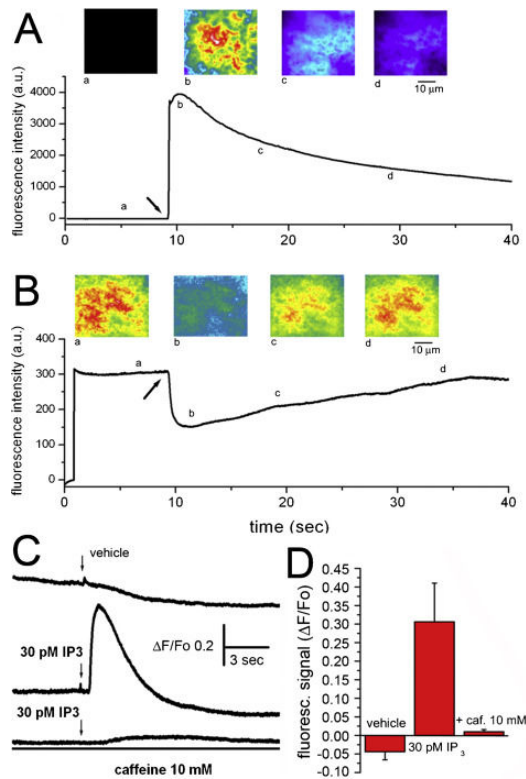 A
a
b
c
d
10 μm
fluorescence intensity (a.u.)
4000
3000
2000
1000
0
a
b
c
d
0
10
20
30
40
B
a
b
c
d
10 μm
fluorescence intensity (a.u.)
400
300
200
100
0
a
b
c
d
0
10
20
30
40
time (sec)
C
vehicle
30 pM IP3
ΔF/Fo 0.2
3 sec
30 pM IP3
caffeine 10 mM
D
fluoresc. signal (ΔF/Fo)
0.45
0.40
0.35
0.30
0.25
0.20
0.15
0.10
0.05
0.00
-0.05
-0.10
vehicle
30 pM IP3
+ caf. 10 mM